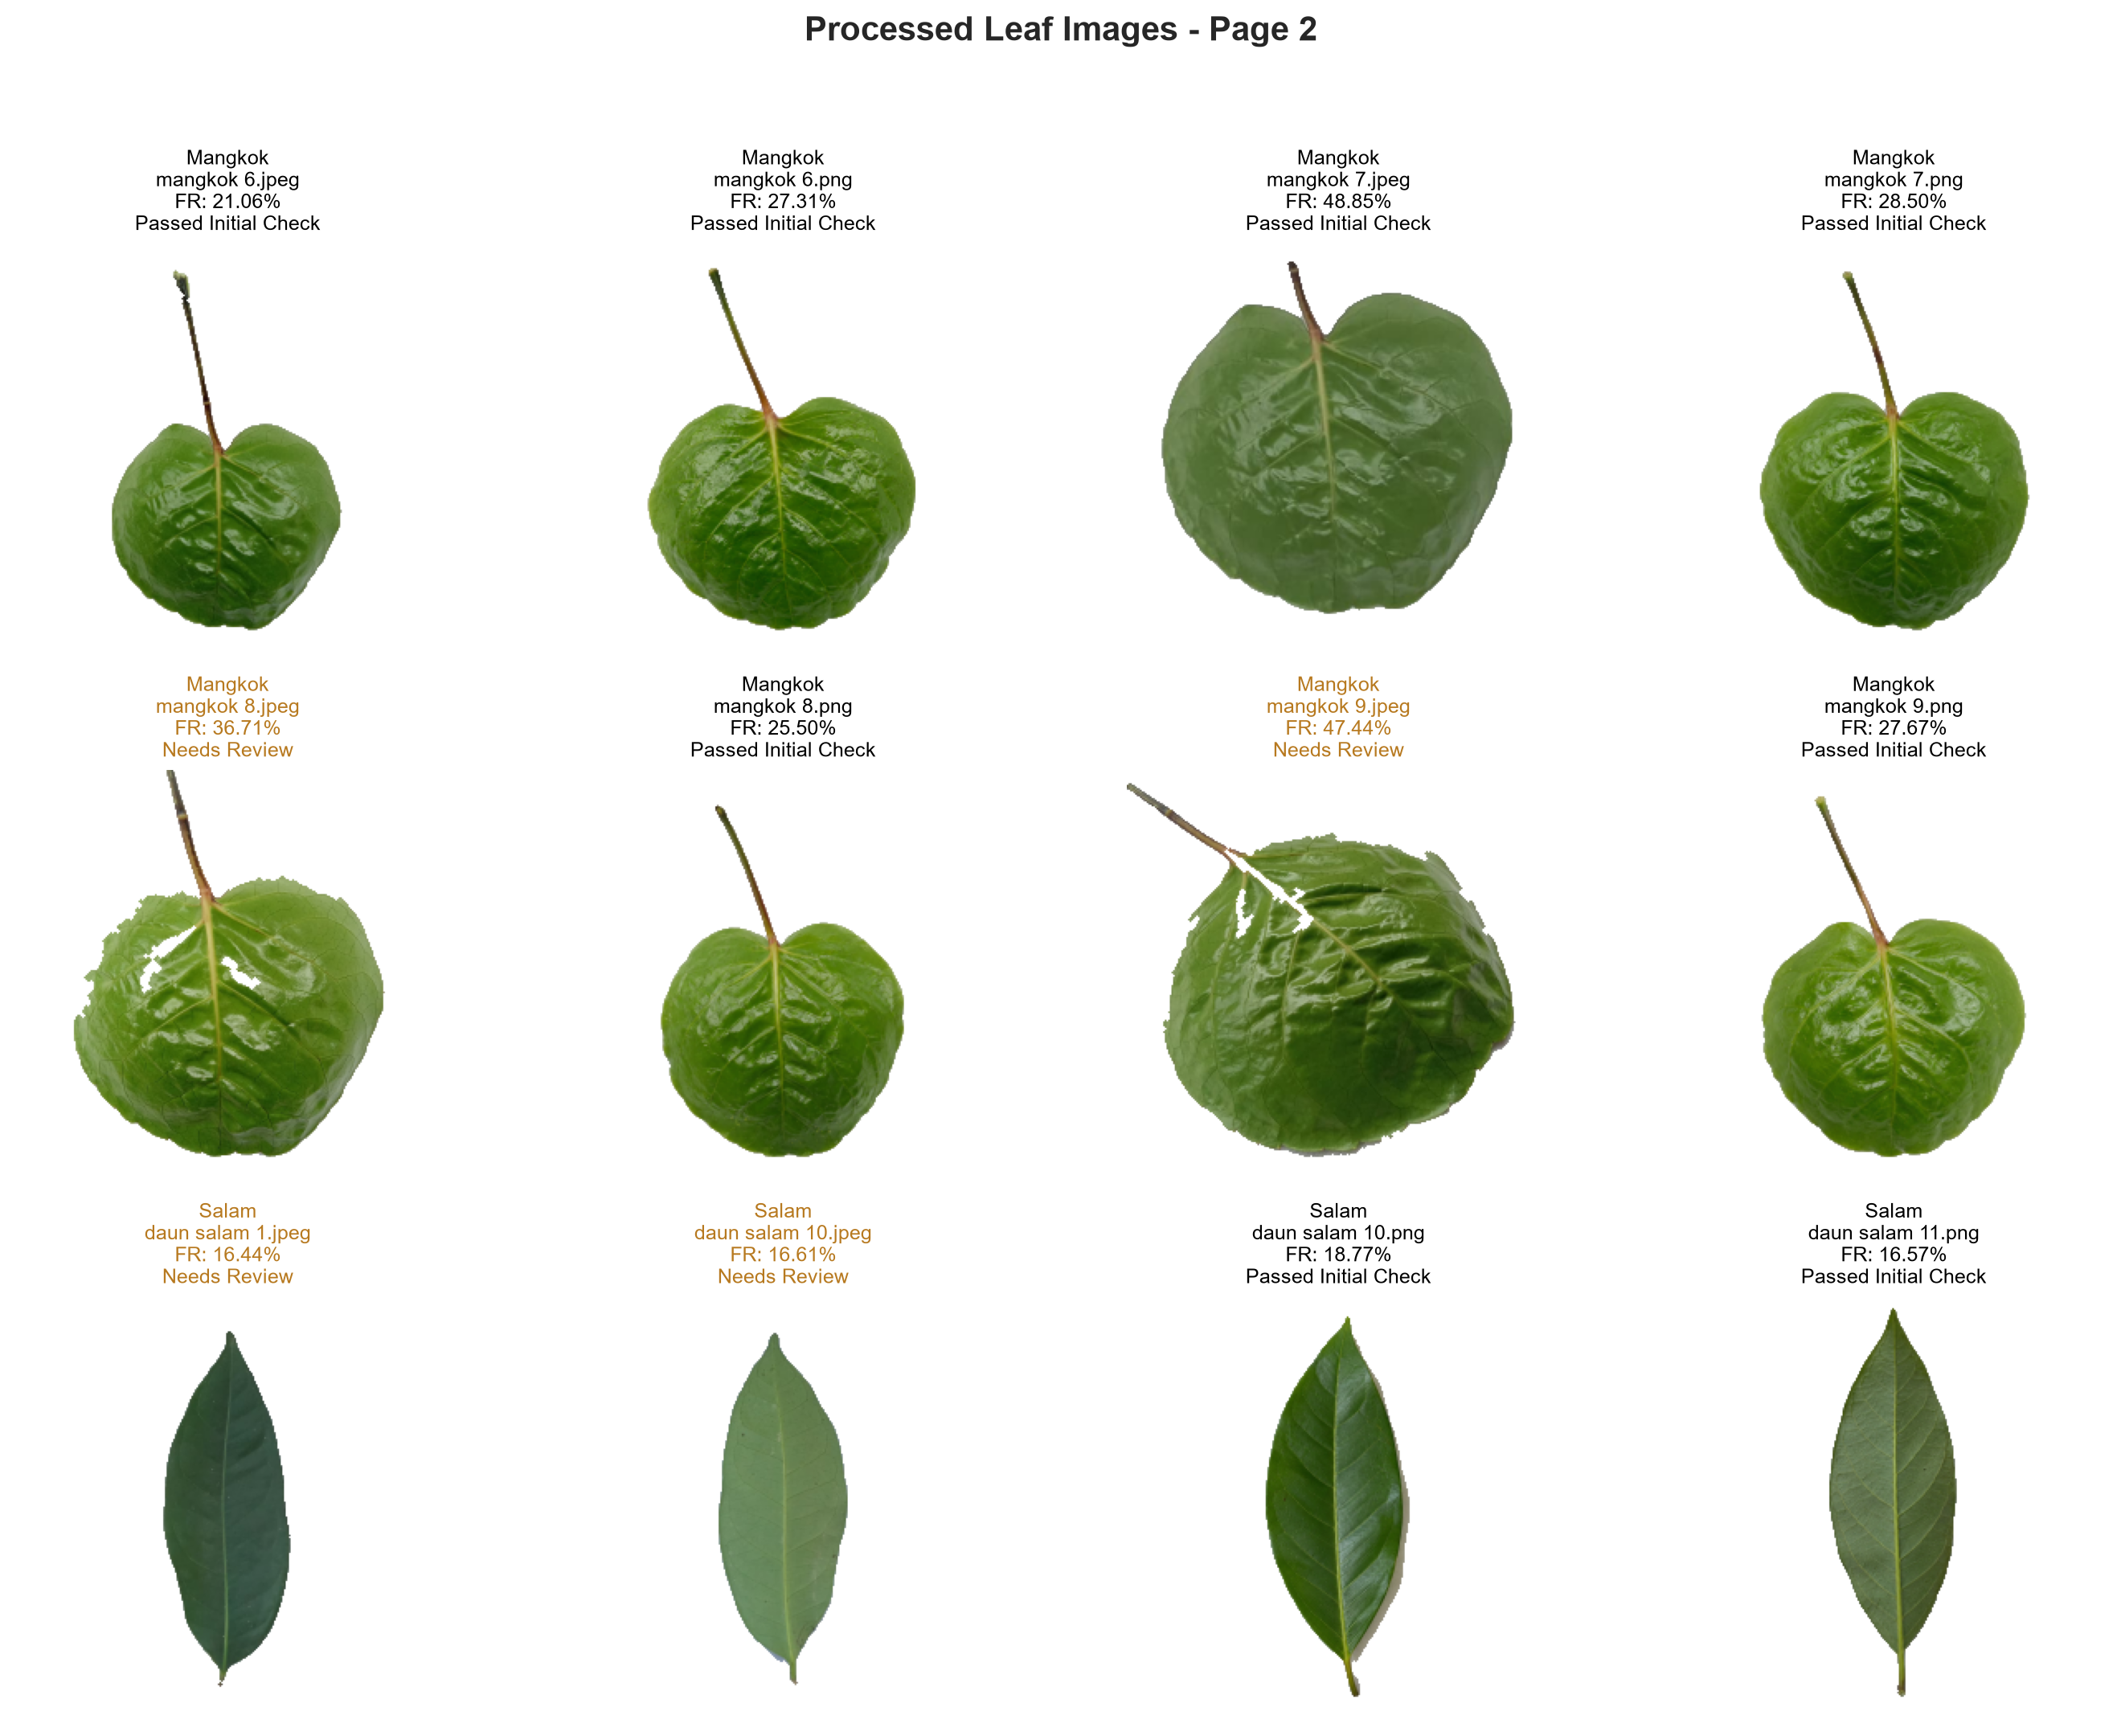 Processed Leaf Images - Page 2
Mangkok
mangkok 6.jpeg
FR: 21.06%
Passed Initial Check
Mangkok
mangkok 6.png
FR: 27.31%
Passed Initial Check
Mangkok
mangkok 7.jpeg
FR: 48.85%
Passed Initial Check
Mangkok
mangkok 7.png
FR: 28.50%
Passed Initial Check
Mangkok
mangkok 8.jpeg
FR: 36.71%
Needs Review
Mangkok
mangkok 8.png
FR: 25.50%
Passed Initial Check
Mangkok
mangkok 9.jpeg
FR: 47.44%
Needs Review
Mangkok
mangkok 9.png
FR: 27.67%
Passed Initial Check
Salam
daun salam 1.jpeg
FR: 16.44%
Needs Review
Salam
daun salam 10.jpeg
FR: 16.61%
Needs Review
Salam
daun salam 10.png
FR: 18.77%
Passed Initial Check
Salam
daun salam 11.png
FR: 16.57%
Passed Initial Check